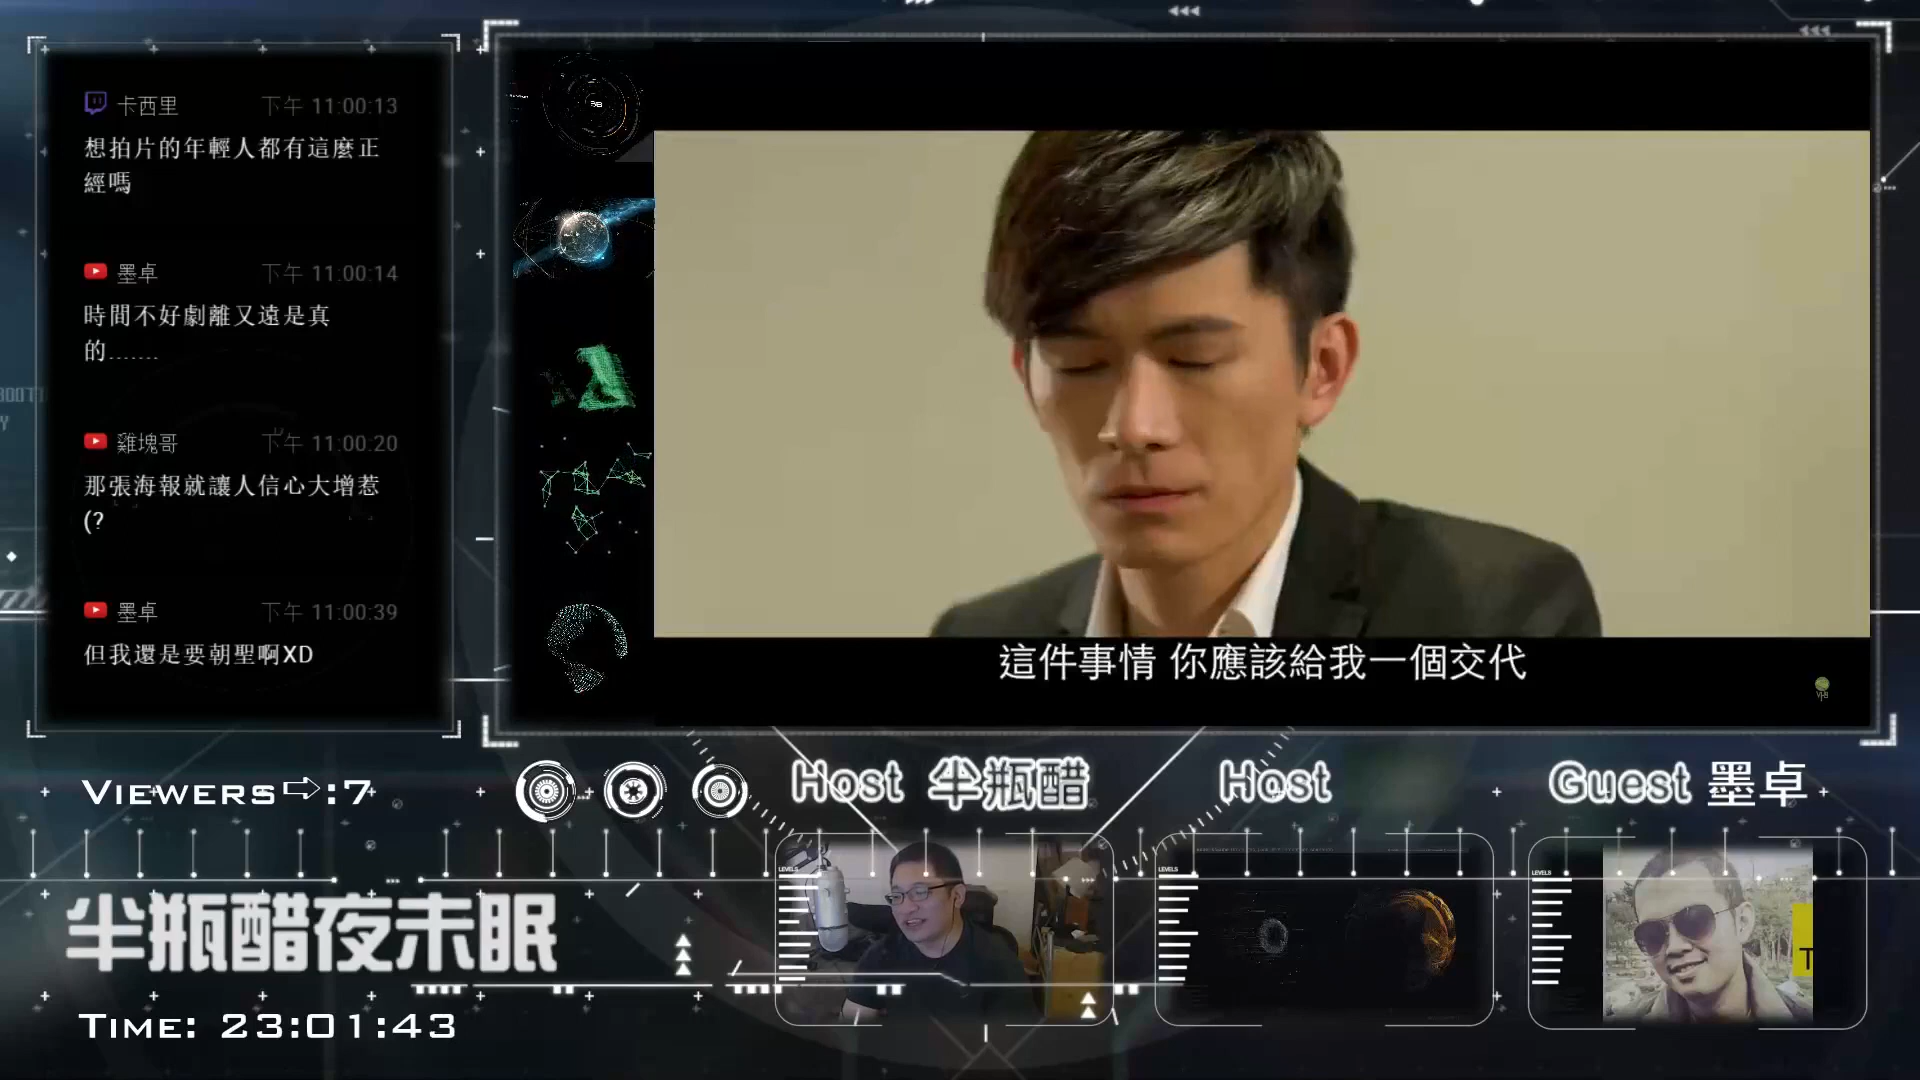 卡西里 下午 11:00:13
想拍片的年輕人都有這麼正
經嗎
墨卓 下午 11:00:14
時間不好劇離又遠是真
的.......
雞塊哥 下午 11:00:20
那張海報就讓人信心大增惹
(?
墨卓 下午 11:00:39
但我還是要朝聖啊XD
這件事情 你應該給我一個交代
VIEWERS➪:7
Host 半瓶醋
Host
Guest 墨卓
LEVELS
LEVELS
LEVELS
半瓶醋夜未眠
TIME: 23:01:43